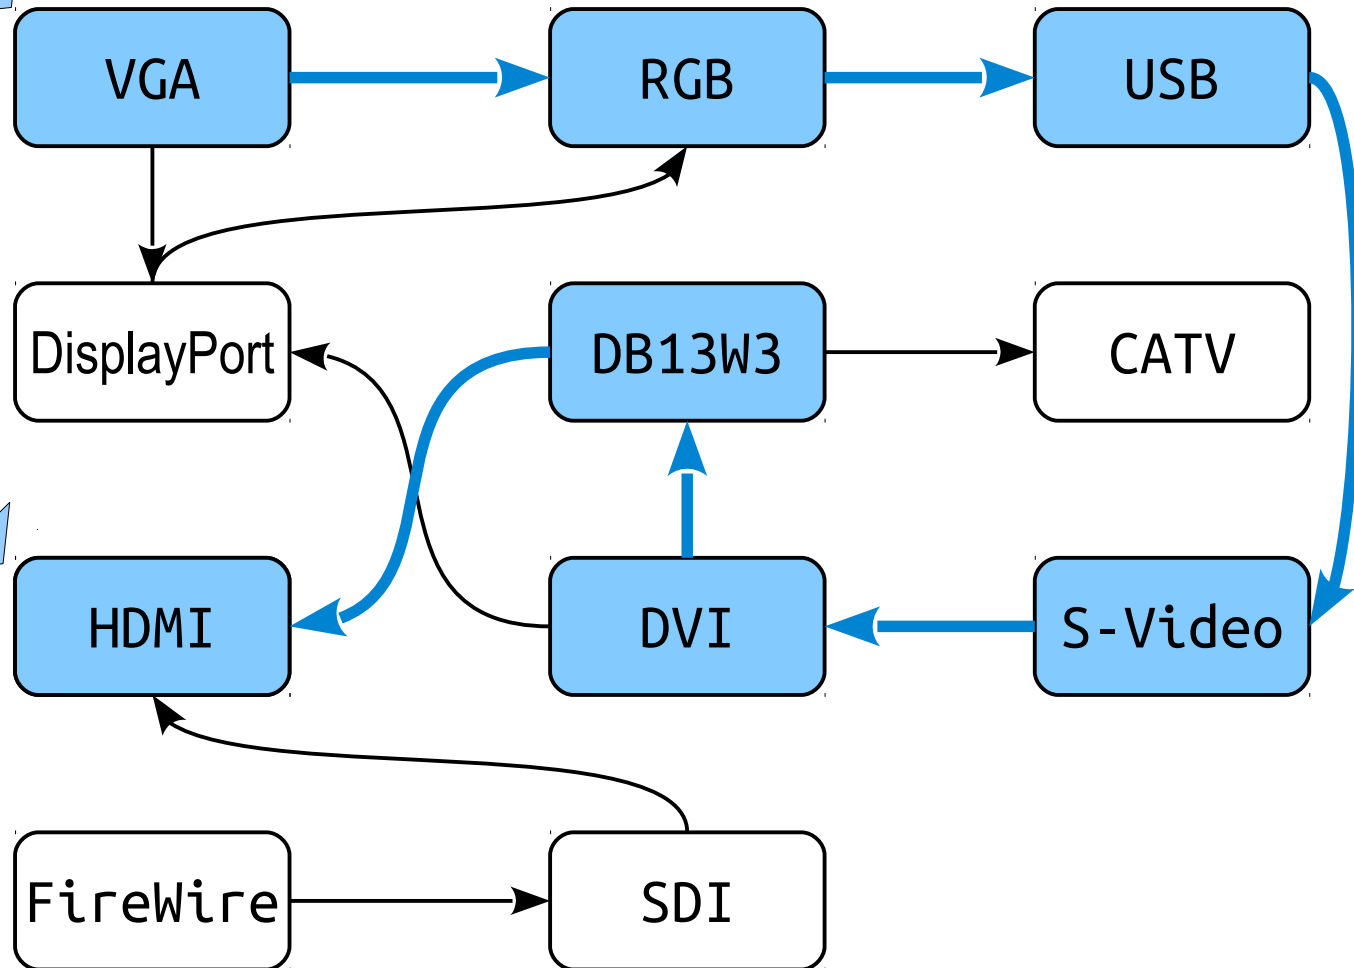 VGA
RGB
USB
DisplayPort
DB13W3
CATV
HDMI
DVI
S-Video
FireWire
SDI